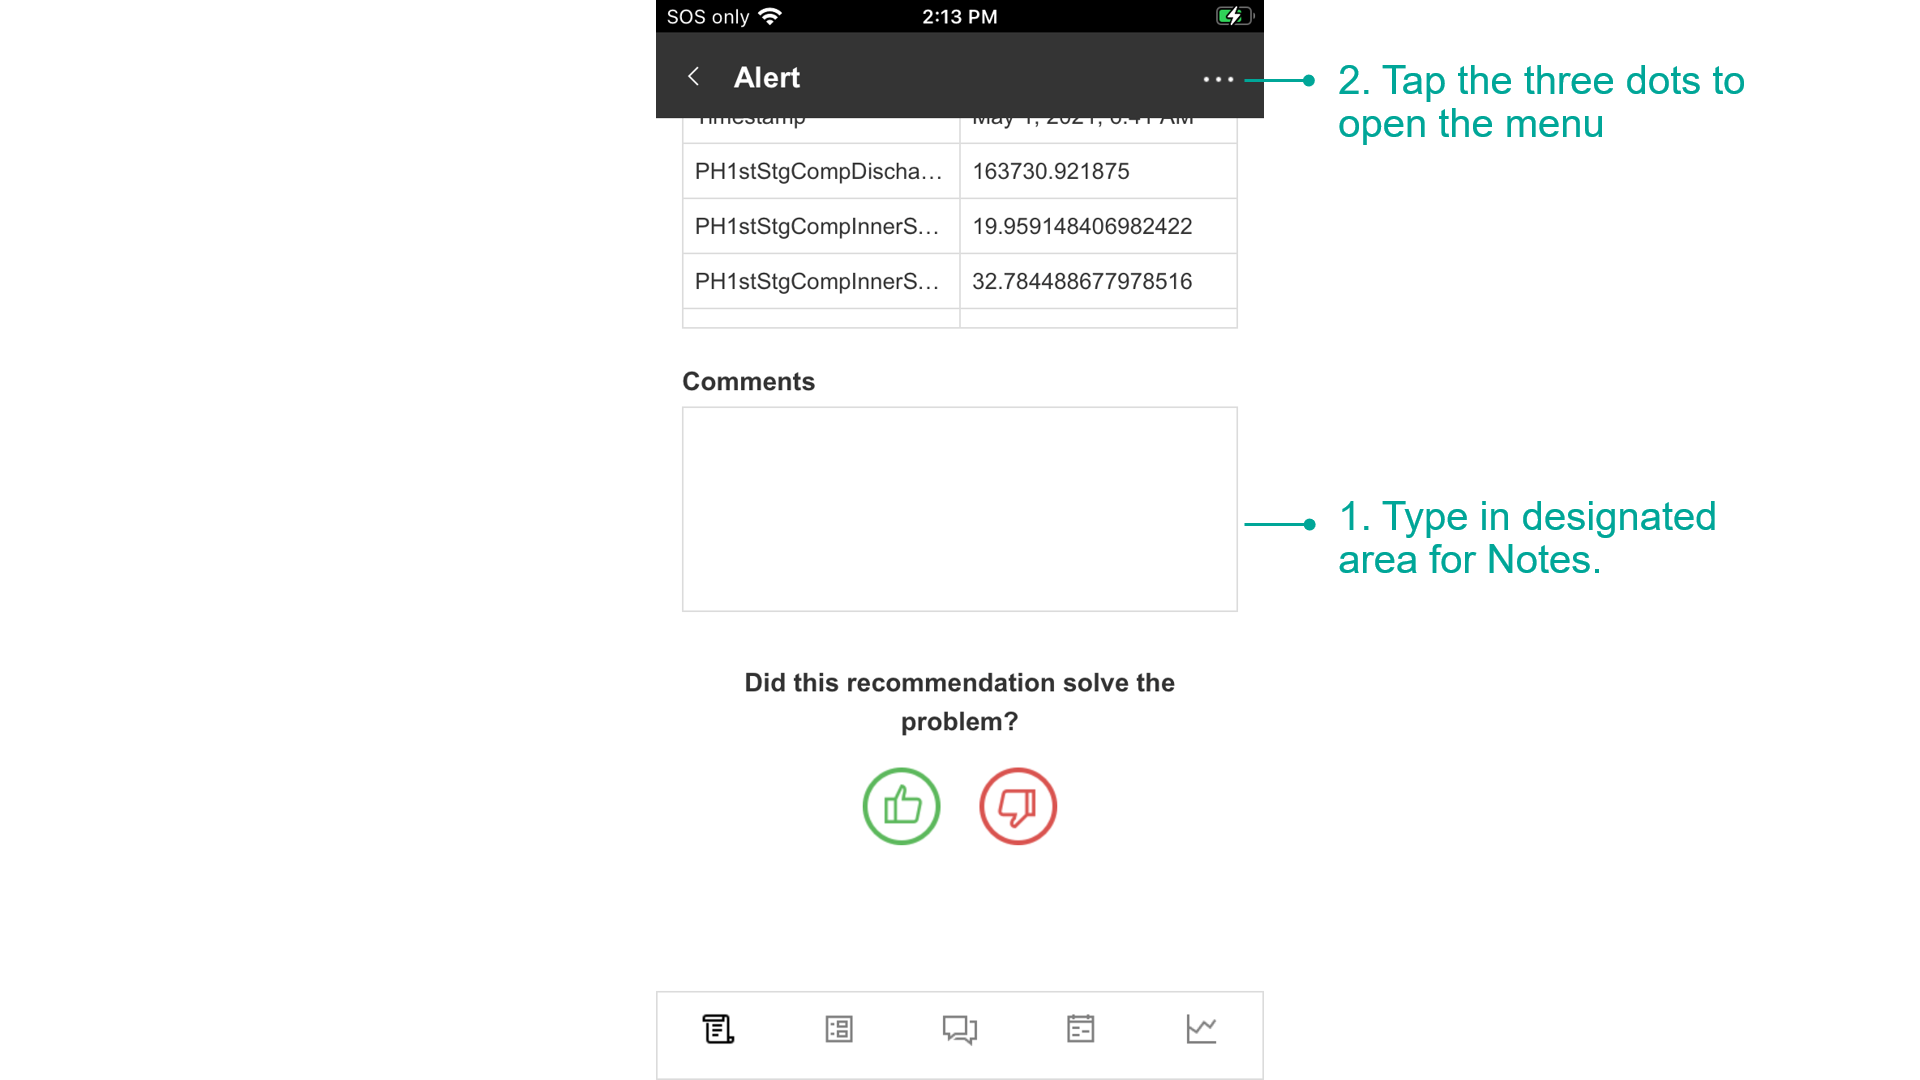 SOS only
2:13 PM
Alert
2. Tap the three dots to
open the menu
Timestamp
May 1, 2021, 6:41 AM
PH1stStgCompDischa…
163730.921875
PH1stStgCompInnerS…
19.959148406982422
PH1stStgCompInnerS…
32.784488677978516
Comments
1. Type in designated
area for Notes.
Did this recommendation solve the
problem?